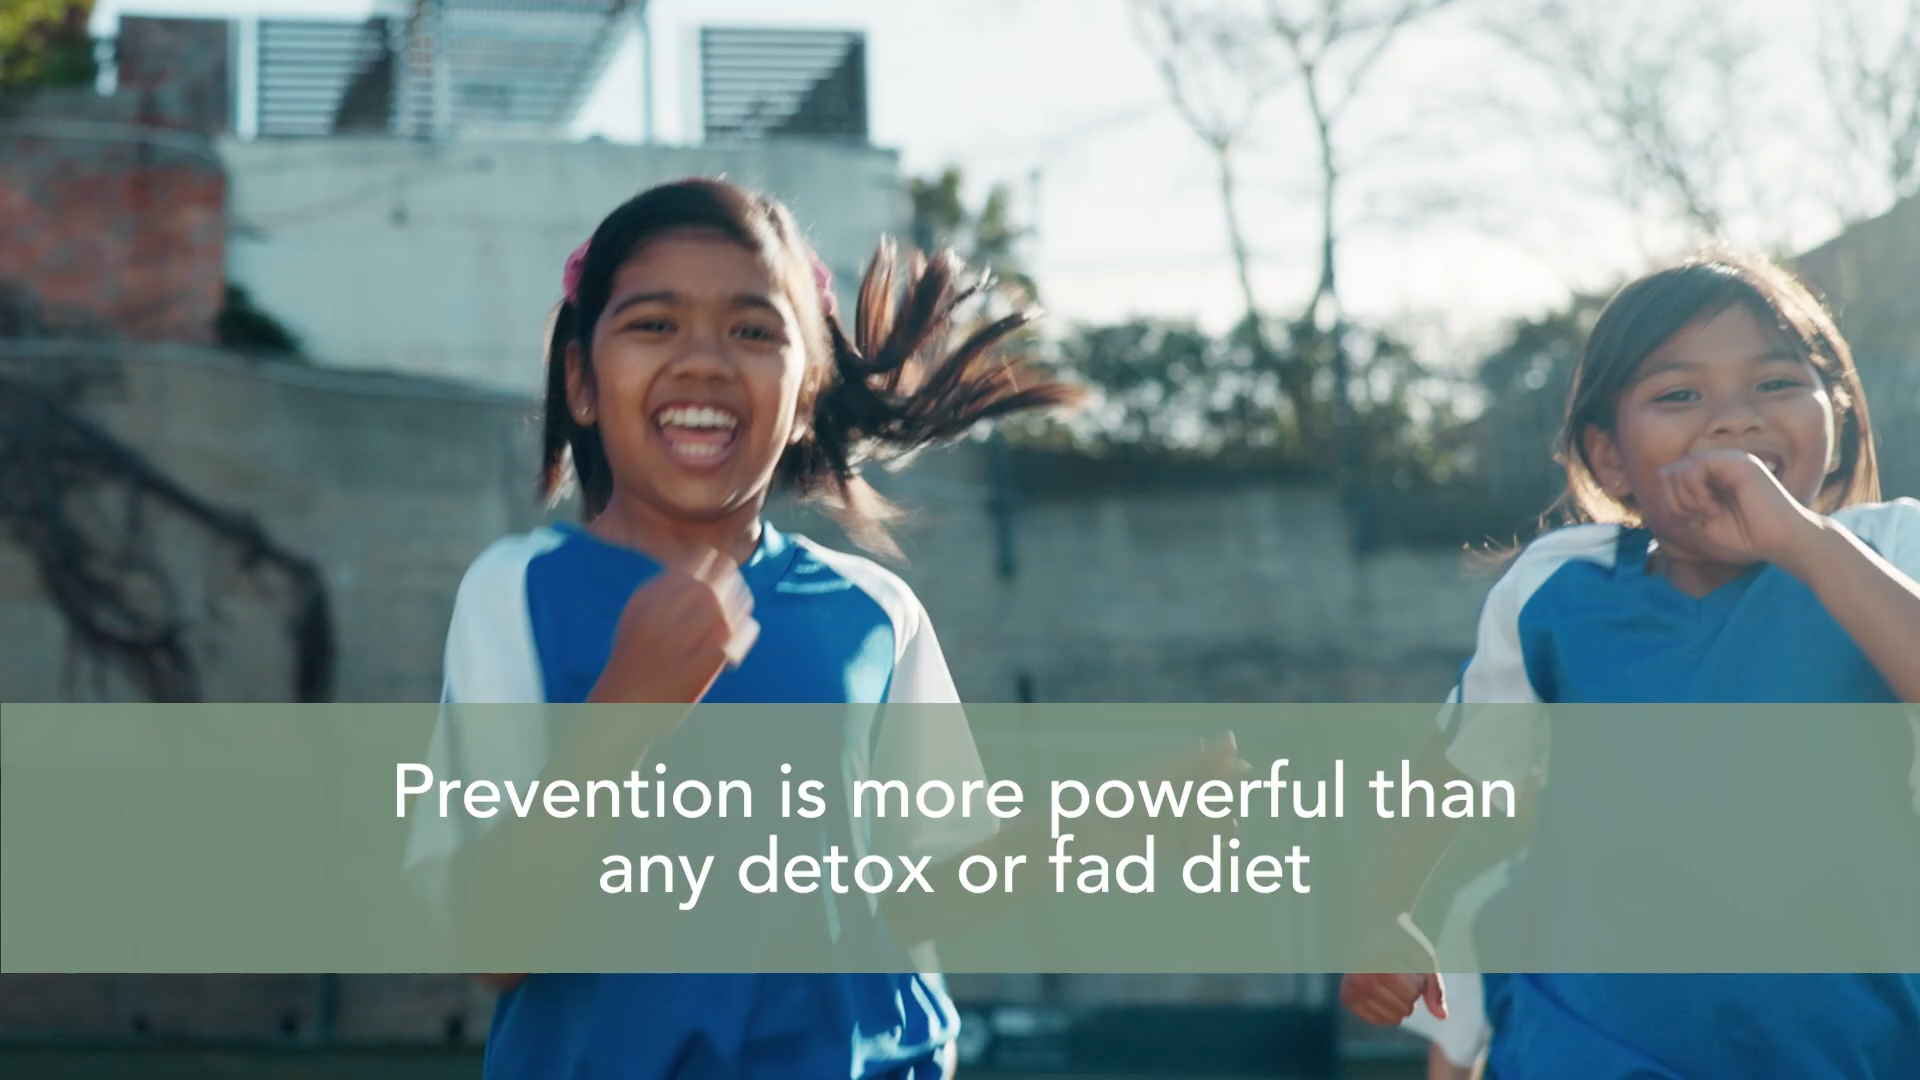 Prevention is more powerful than
any detox or fad diet